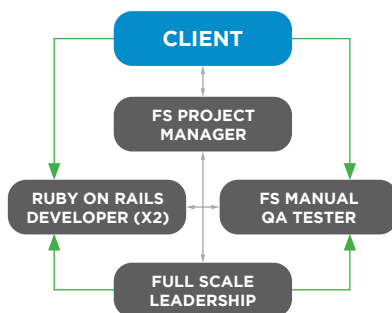 CLIENT
FS PROJECT
MANAGER
RUBY ON RAILS
DEVELOPER (X2)
FS MANUAL
QA TESTER
FULL SCALE
LEADERSHIP